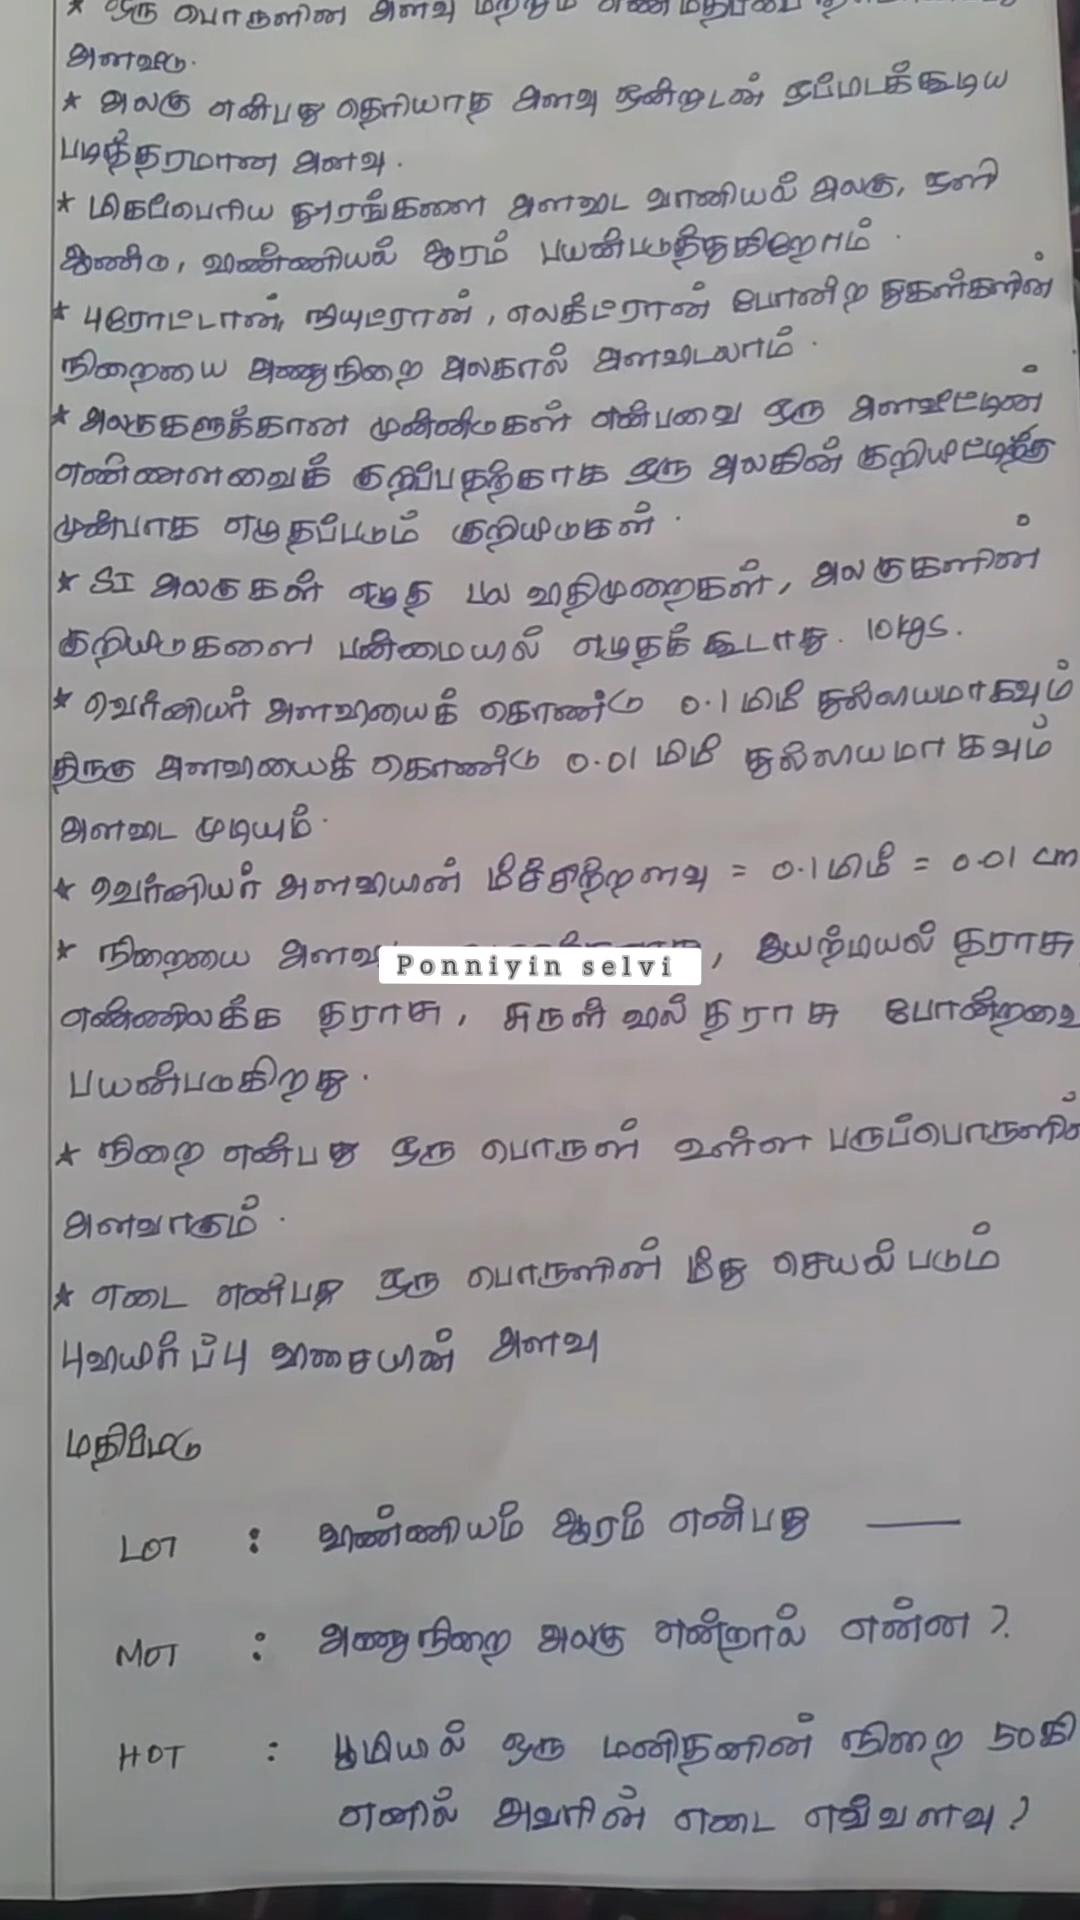 * ஒரு பொருளின் அளவு மற்றும்
அளவீடு.
* அலகு என்பது தெரியாத அளவு ஒன்றுடன் ஒப்பிடக்கூடிய
படித்தரமான அளவு.
* மிகப்பெரிய தூரங்களை அளவிட வானியல் அலகு, ஒளி
ஆண்டு, விண்ணியல் ஆரம் பயன்படுத்துகிறோம்.
* புரோட்டான், நியுட்ரான், எலக்ட்ரான் போன்ற துகள்களின்
நிறையை அணுநிறை அலகால் அளவிடலாம்.
* அலகுகளுக்கான முன்னீடுகள் என்பவை ஒரு அளவீட்டின்
எண்ணளவைக் குறிப்பதற்காக ஒரு அலகின் குறியீட்டிற்கு
முன்பாக எழுதப்படும் குறியீடுகள்.
* SI அலகுகள் எழுத பல விதிமுறைகள், அலகுகளின்
குறியீடுகளை பன்மையில் எழுதக் கூடாது. 10kgs.
* வெர்னியர் அளவியைக் கொண்டு 0.1 மிமீ துல்லியமாகவும்
திருகு அளவியைக் கொண்டு 0.01 மிமீ துல்லியமாகவும்
அளவிட முடியும்.
* வெர்னியர் அளவியின் மீச்சிற்றளவு = 0.1 மிமீ = 0.01 cm
* நிறையை Ponniyin selvi , இயற்பியல் தராசு
எண்ணிலக்க தராசு, சுருள் வில் தராசு போன்றவை
பயன்படுகிறது.
* நிறை என்பது ஒரு பொருள் உள்ள பருப்பொருளின்
அளவாகும்.
* எடை என்பது ஒரு பொருளின் மீது செயல்படும்
புவியீர்ப்பு விசையின் அளவு
மதிப்பீடு
LOT : விண்ணியம் ஆரம் என்பது ——
MOT : அணுநிறை அலகு என்றால் என்ன?
HOT : பூமியில் ஒரு மனிதனின் நிறை 50கி
எனில் அவரின் எடை எவ்வளவு?